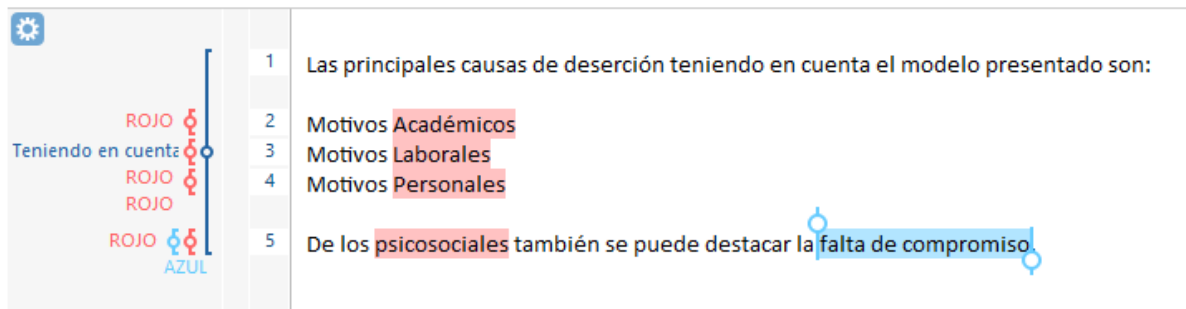 1 Las principales causas de deserción teniendo en cuenta el modelo presentado son:
ROJO 2 Motivos Académicos
Teniendo en cuenta 3 Motivos Laborales
ROJO 4 Motivos Personales
ROJO
ROJO 5 De los psicosociales también se puede destacar la falta de compromiso.
AZUL